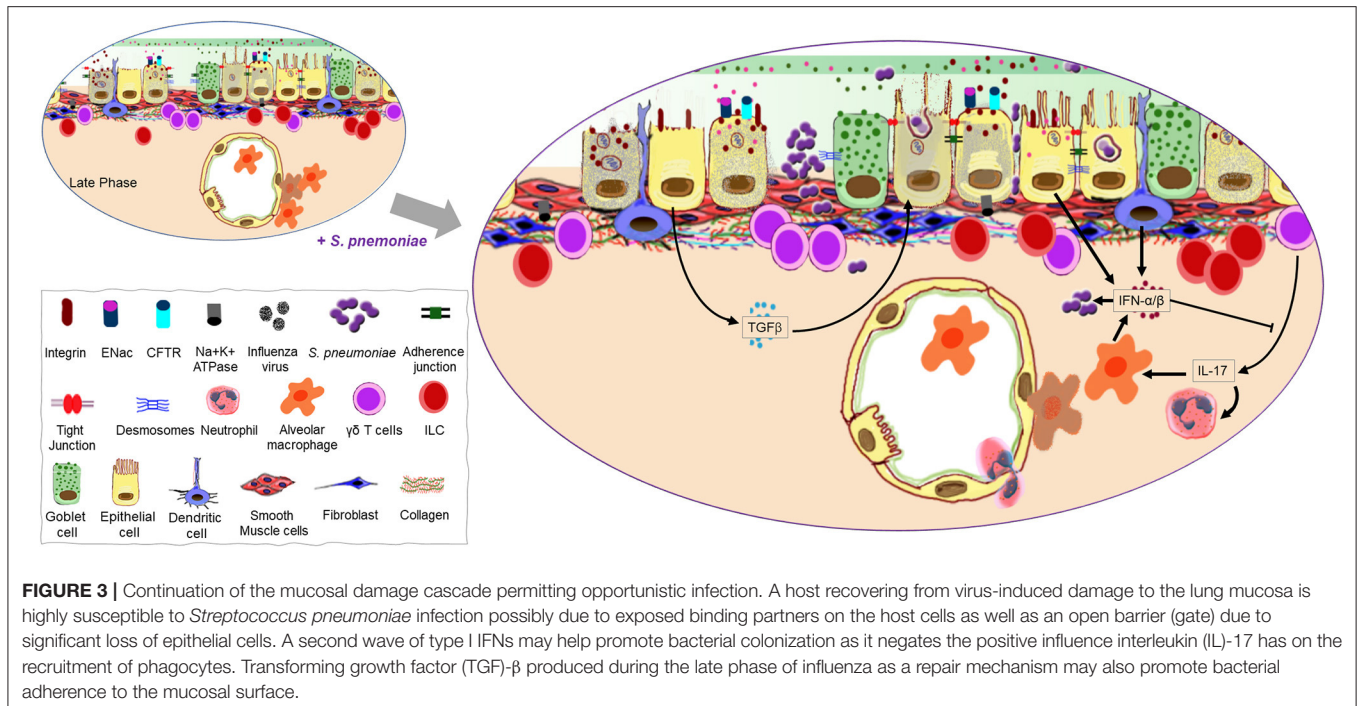 Late Phase
+ S. pnemoniae
TGFβ
IFN-α/β
IL-17
Integrin
ENac
CFTR
Na+K+
ATPase
Influenza
virus
S. pneumoniae
Adherence
junction
Tight
Junction
Desmosomes
Neutrophil
Alveolar
macrophage
γδ T cells
ILC
Goblet
cell
Epithelial
cell
Dendritic
cell
Smooth
Muscle cells
Fibroblast
Collagen
FIGURE 3 | Continuation of the mucosal damage cascade permitting opportunistic infection. A host recovering from virus-induced damage to the lung mucosa is
highly susceptible to Streptococcus pneumoniae infection possibly due to exposed binding partners on the host cells as well as an open barrier (gate) due to
significant loss of epithelial cells. A second wave of type I IFNs may help promote bacterial colonization as it negates the positive influence interleukin (IL)-17 has on the
recruitment of phagocytes. Transforming growth factor (TGF)-β produced during the late phase of influenza as a repair mechanism may also promote bacterial
adherence to the mucosal surface.